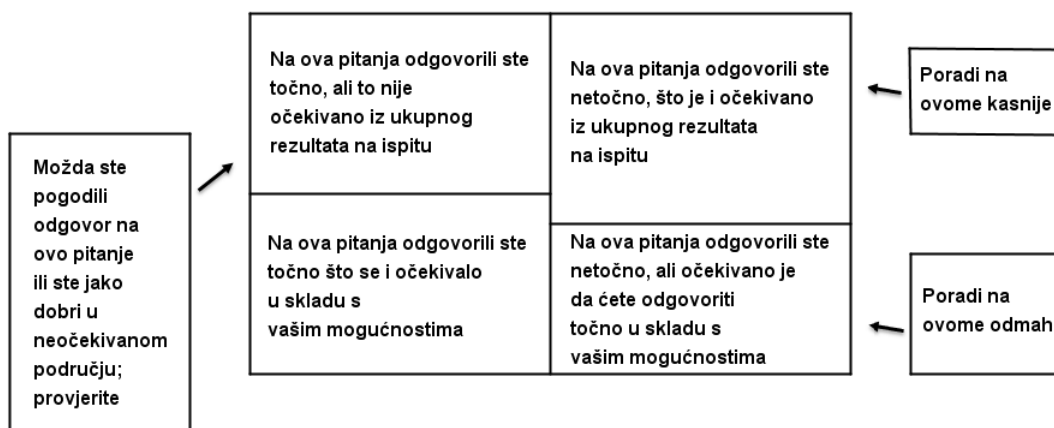 Možda ste
pogodili
odgovor na
ovo pitanje
ili ste jako
dobri u
neočekivanom
području;
provjerite
Na ova pitanja odgovorili ste
točno, ali to nije
očekivano iz ukupnog
rezultata na ispitu
Na ova pitanja odgovorili ste
netočno, što je i očekivano
iz ukupnog rezultata
na ispitu
Na ova pitanja odgovorili ste
točno što se i očekivalo
u skladu s
vašim mogućnostima
Na ova pitanja odgovorili ste
netočno, ali očekivano je
da ćete odgovoriti
točno u skladu s
vašim mogućnostima
Poradi na
ovome kasnije
Poradi na
ovome odmah